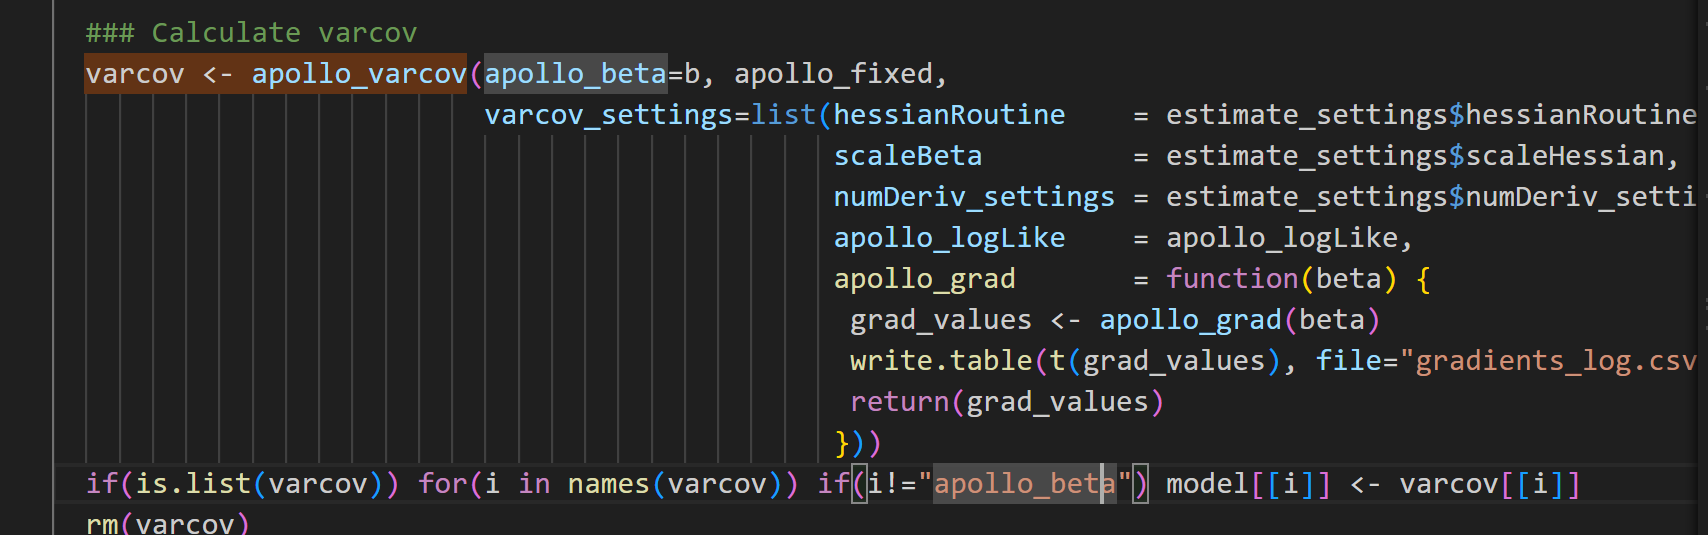 ### Calculate varcov
varcov <- apollo_varcov(apollo_beta=b, apollo_fixed,
varcov_settings=list(hessianRoutine = estimate_settings$hessianRoutine
scaleBeta = estimate_settings$scaleHessian,
numDeriv_settings = estimate_settings$numDeriv_setti
apollo_logLike = apollo_logLike,
apollo_grad = function(beta) {
grad_values <- apollo_grad(beta)
write.table(t(grad_values), file="gradients_log.csv
return(grad_values)
}))
if(is.list(varcov)) for(i in names(varcov)) if(i!="apollo_beta") model[[i]] <- varcov[[i]]
rm(varcov)